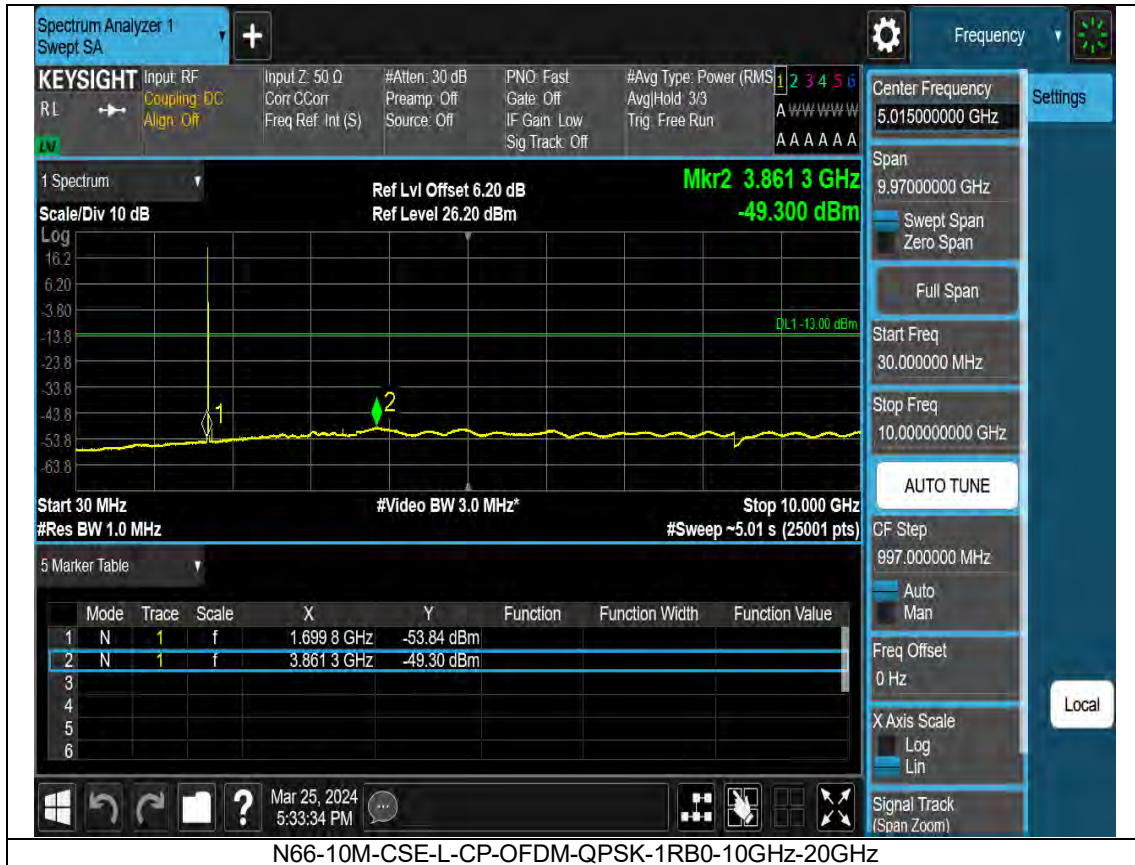 Spectrum Analyzer 1
Swept SA
Frequency
KEYSIGHT
RL
Input: RF
Coupling: DC
Align: Off
Input Z: 50 Ω
Corr CCorr
Freq Ref: Int (S)
#Atten: 30 dB
Preamp: Off
Source: Off
PNO: Fast
Gate: Off
IF Gain: Low
Sig Track: Off
#Avg Type: Power (RMS
Avg|Hold: 3/3
Trig: Free Run
1 2 3 4 5 6
A W W W W W
A A A A A A
1 Spectrum
Scale/Div 10 dB
Ref Lvl Offset 6.20 dB
Ref Level 26.20 dBm
Mkr2 3.861 3 GHz
-49.300 dBm
Log
16.2
6.20
-3.80
-13.8
-23.8
-33.8
-43.8
-53.8
-63.8
DL1 -13.00 dBm
1
2
Start 30 MHz
#Res BW 1.0 MHz
#Video BW 3.0 MHz*
Stop 10.000 GHz
#Sweep ~5.01 s (25001 pts)
5 Marker Table
Mode Trace Scale X Y Function Function Width Function Value
1 N 1 f 1.699 8 GHz -53.84 dBm
2 N 1 f 3.861 3 GHz -49.30 dBm
3
4
5
6
Mar 25, 2024
5:33:34 PM
Center Frequency
5.015000000 GHz
Span
9.97000000 GHz
Swept Span
Zero Span
Full Span
Start Freq
30.000000 MHz
Stop Freq
10.000000000 GHz
AUTO TUNE
CF Step
997.000000 MHz
Auto
Man
Freq Offset
0 Hz
X Axis Scale
Log
Lin
Signal Track
(Span Zoom)
Settings
Local
N66-10M-CSE-L-CP-OFDM-QPSK-1RB0-10GHz-20GHz